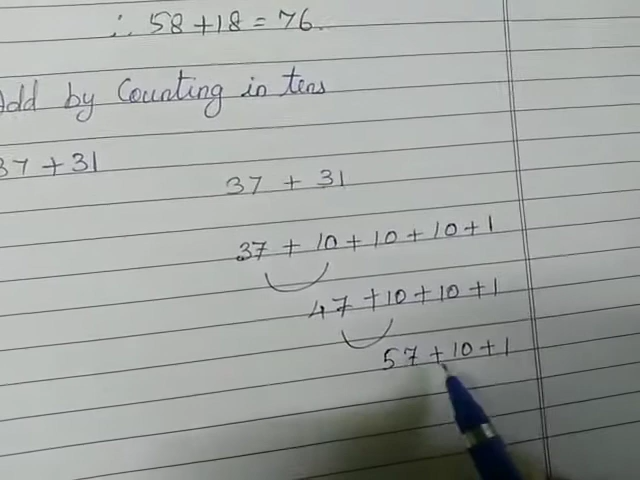 ∴ 58 + 18 = 76.
Add by Counting in tens
37 + 31
37 + 31
37 + 10 + 10 + 10 + 1
47 + 10 + 10 + 1
57 + 10 + 1